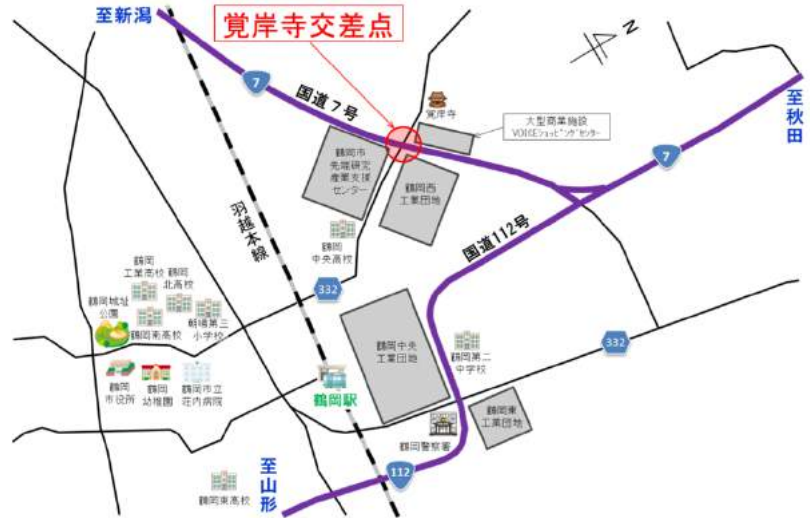 至新潟
覚岸寺交差点
N
7
国道7号
覚岸寺
大型商業施設
VOICEショッピングセンター
至秋田
7
鶴岡市
先端研究
産業支援
センター
鶴岡西
工業団地
国道112号
羽越本線
鶴岡
中央高校
332
鶴岡
工業高校
鶴岡
北高校
鶴岡城址
公園
鶴岡南高校
朝暘第三
小学校
鶴岡中央
工業団地
鶴岡第二
中学校
332
鶴岡
市役所
鶴岡
幼稚園
鶴岡市立
荘内病院
鶴岡駅
鶴岡東
工業団地
鶴岡警察署
至山形
112
鶴岡東高校